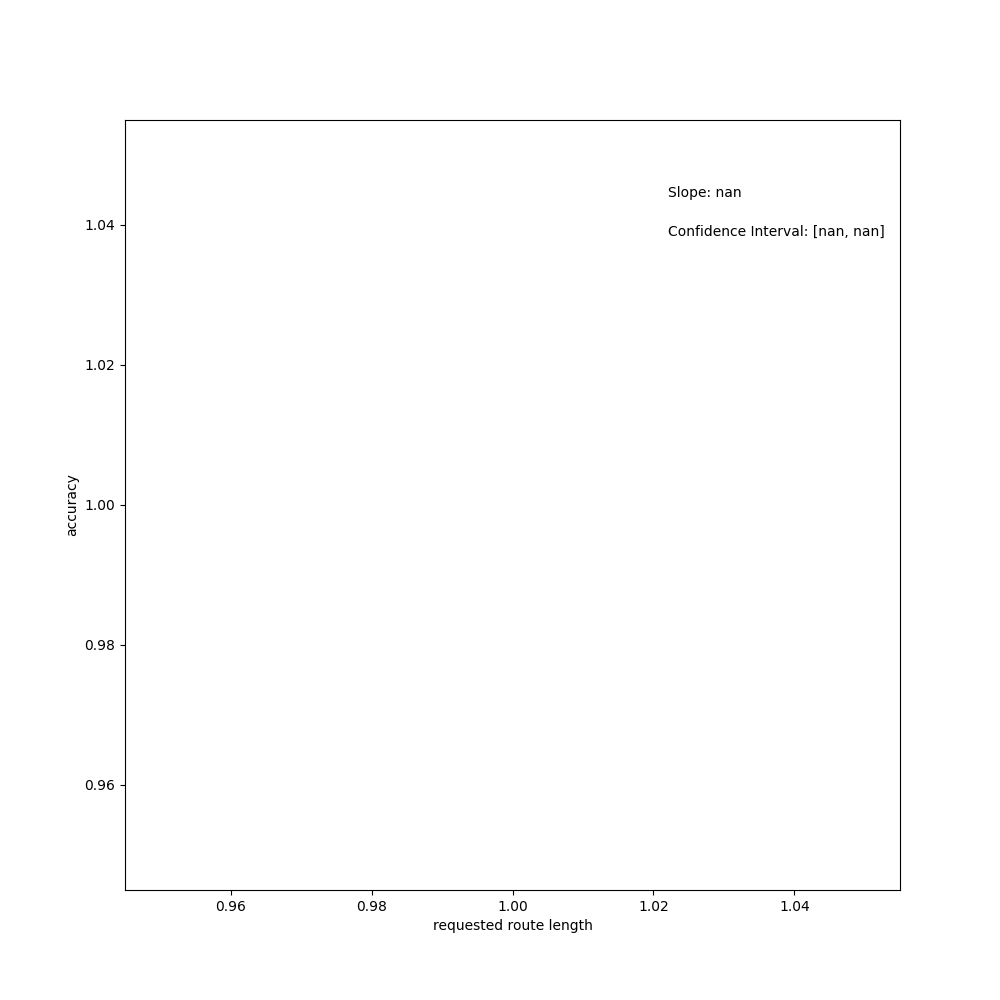 Slope: nan
Confidence Interval: [nan, nan]
1.04
1.02
1.00
0.98
0.96
accuracy
0.96 0.98 1.00 1.02 1.04
requested route length